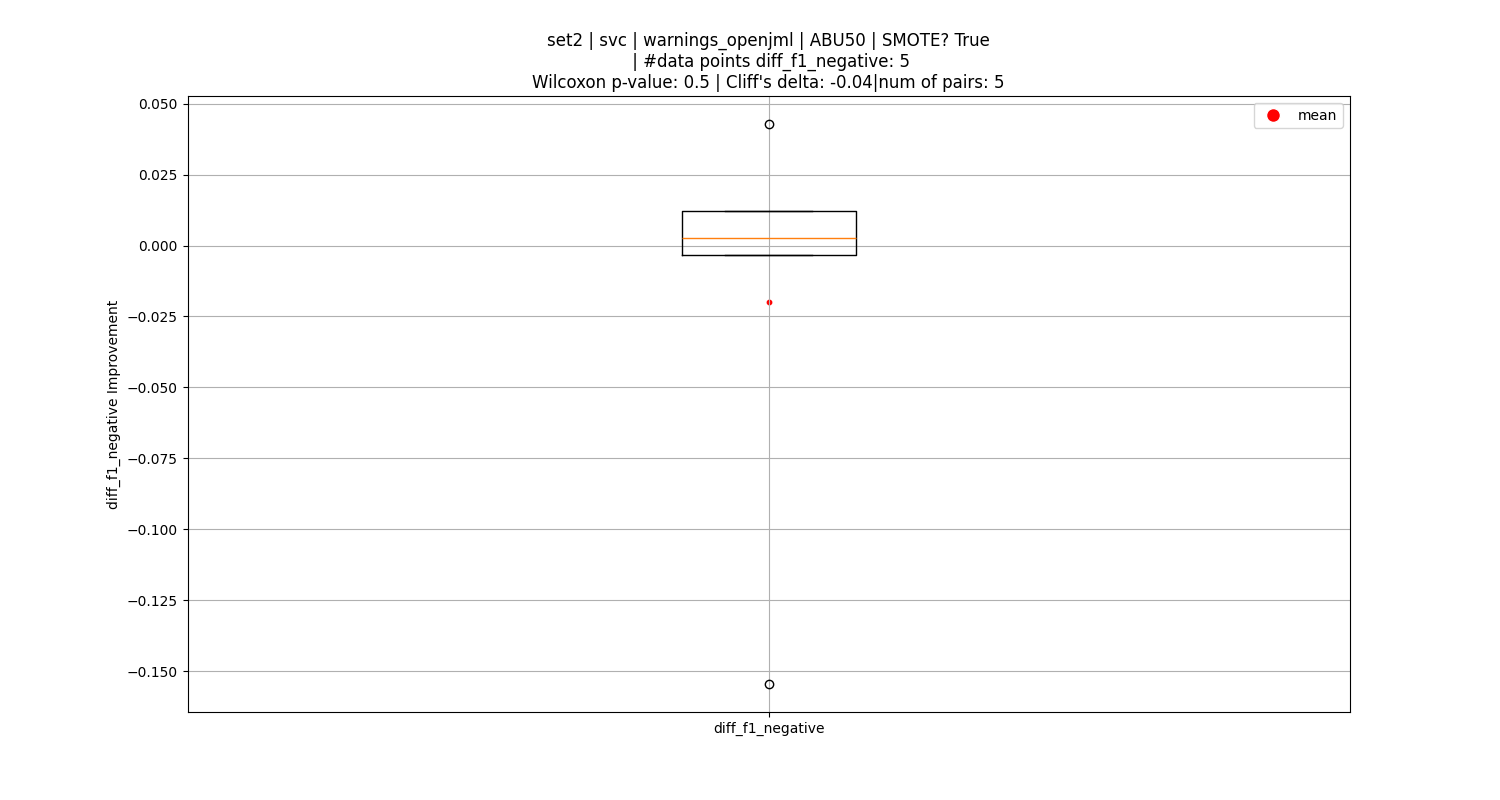 set2 | svc | warnings_openjml | ABU50 | SMOTE? True
| #data points diff_f1_negative: 5
Wilcoxon p-value: 0.5 | Cliff's delta: -0.04|num of pairs: 5
mean
0.050
0.025
0.000
−0.025
−0.050
−0.075
−0.100
−0.125
−0.150
diff_f1_negative Improvement
diff_f1_negative